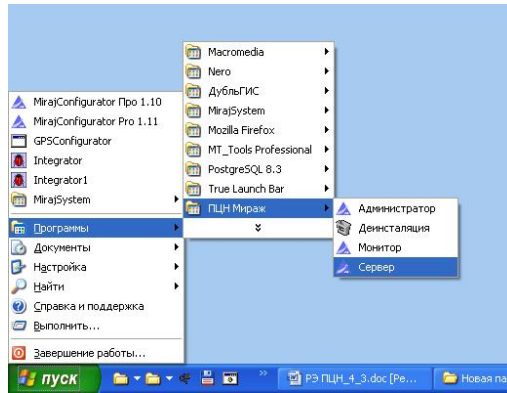 MirajConfigurator Про 1.10
MirajConfigurator Pro 1.11
GPSConfigurator
Integrator
Integrator1
MirajSystem
Программы
Документы
Настройка
Найти
Справка и поддержка
Выполнить...
Завершение работы...
Macromedia
Nero
ДубльГИС
MirajSystem
Mozilla Firefox
MT_Tools Professional
PostgreSQL 8.3
True Launch Bar
ПЦН Мираж
Администратор
Деинсталяция
Монитор
Сервер
пуск
РЭ ПЦН_4_3.doc [Ре...
Новая па